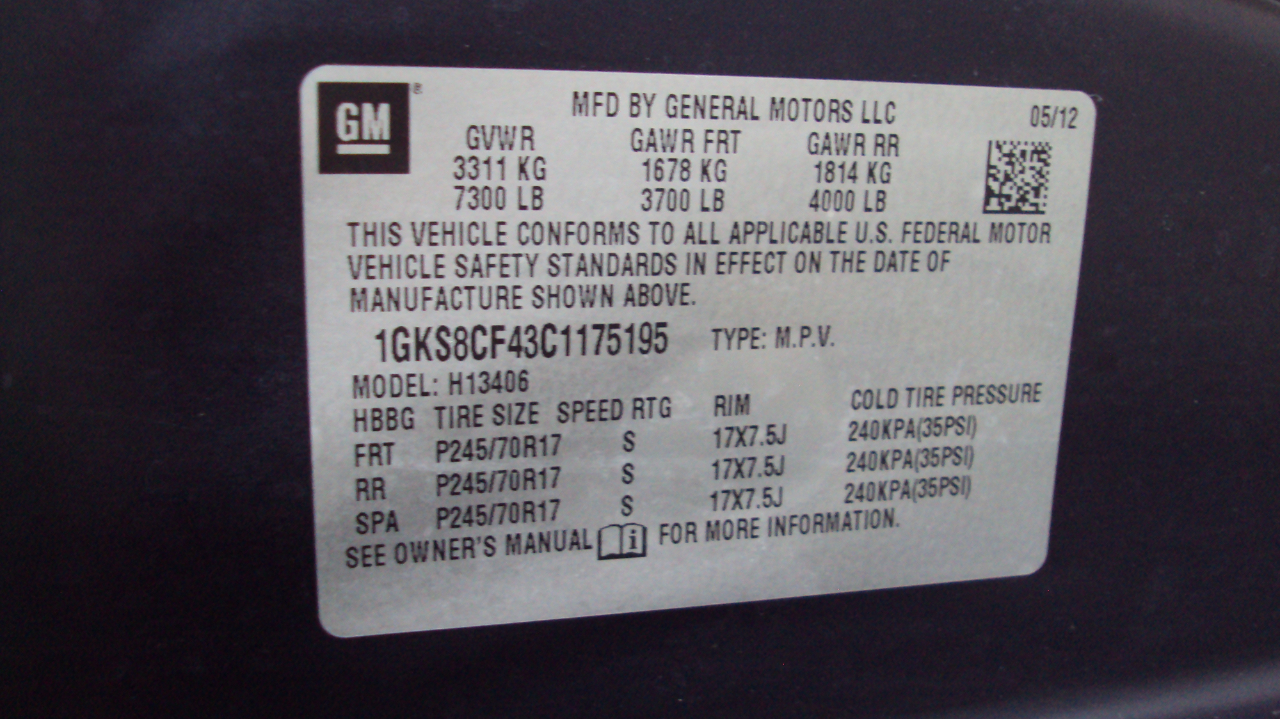 GM ®
MFD BY GENERAL MOTORS LLC 05/12
GVWR GAWR FRT GAWR RR
3311 KG 1678 KG 1814 KG
7300 LB 3700 LB 4000 LB
THIS VEHICLE CONFORMS TO ALL APPLICABLE U.S. FEDERAL MOTOR
VEHICLE SAFETY STANDARDS IN EFFECT ON THE DATE OF
MANUFACTURE SHOWN ABOVE.
1GKS8CF43C1175195 TYPE: M.P.V.
MODEL: H13406
HBBG TIRE SIZE SPEED RTG RIM COLD TIRE PRESSURE
FRT P245/70R17 S 17X7.5J 240KPA(35PSI)
RR P245/70R17 S 17X7.5J 240KPA(35PSI)
SPA P245/70R17 S 17X7.5J 240KPA(35PSI)
SEE OWNER'S MANUAL i FOR MORE INFORMATION.